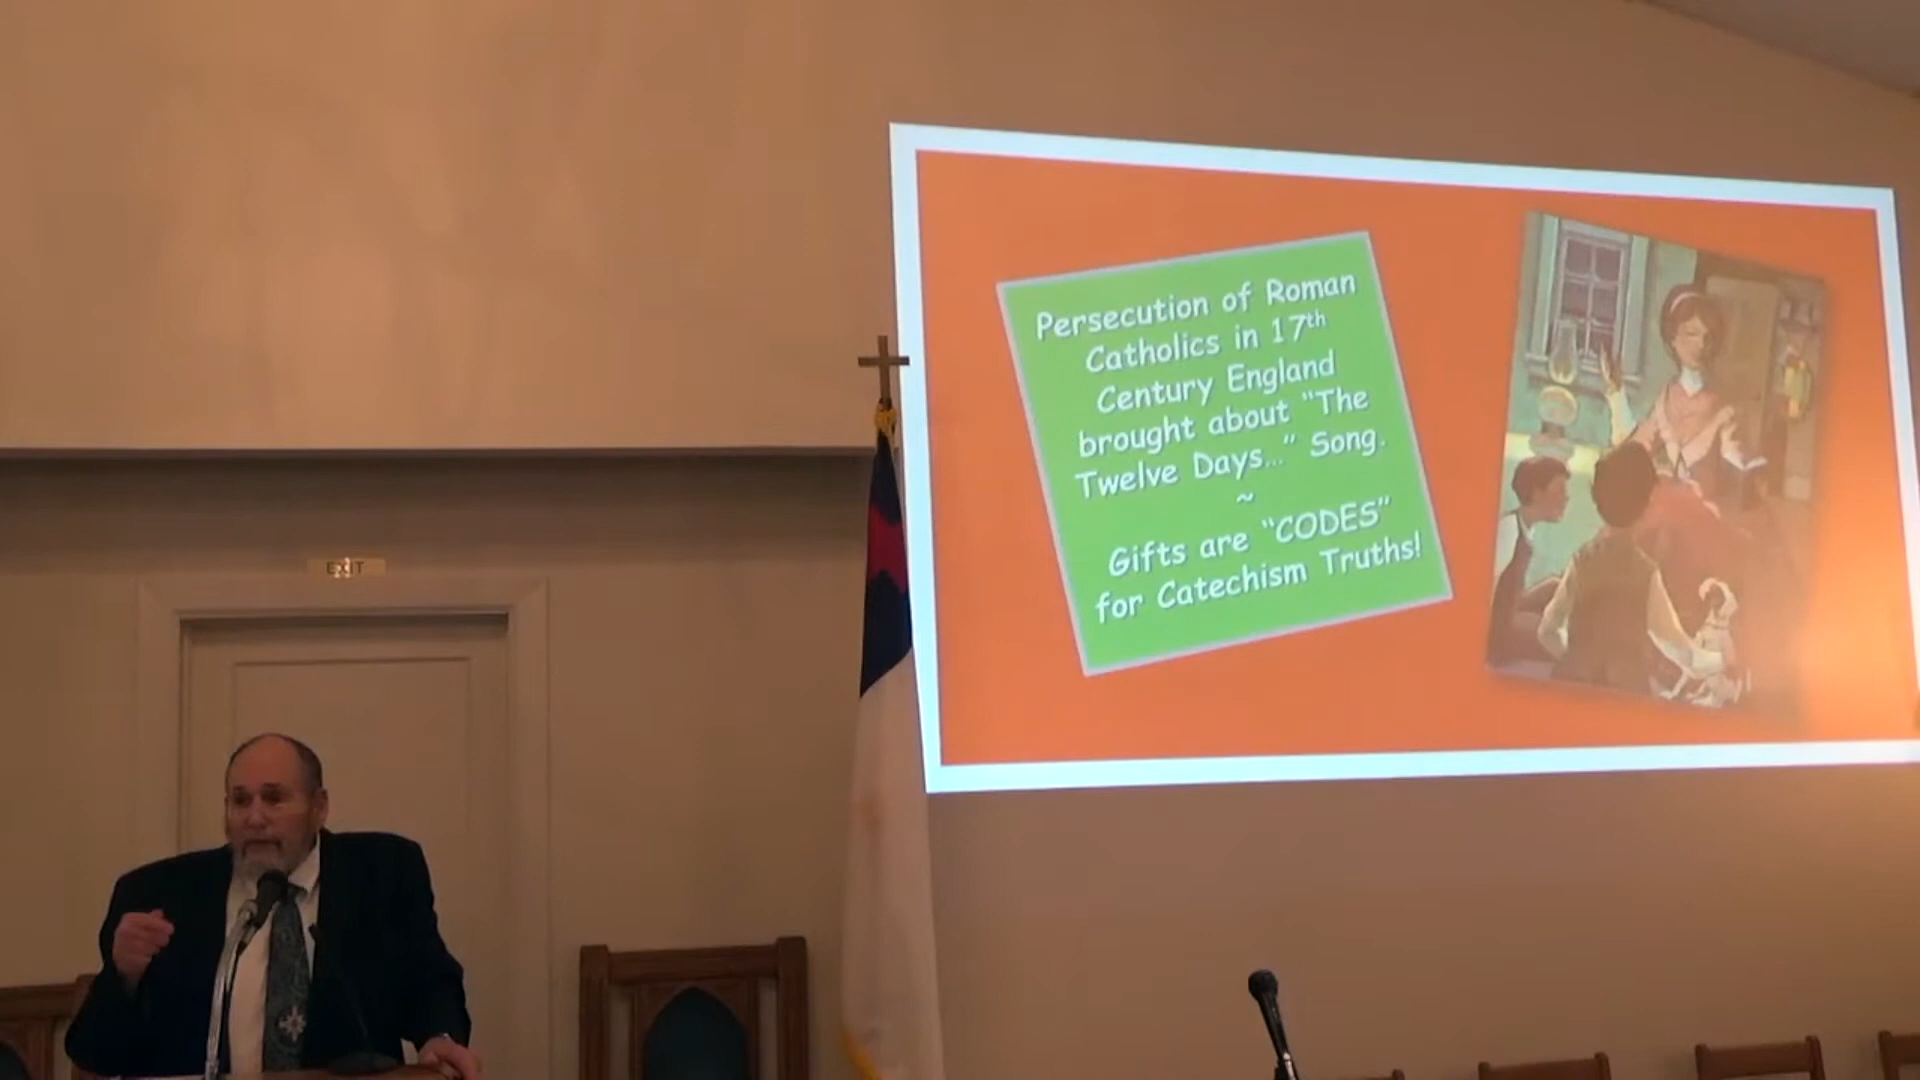 EXIT
Persecution of Roman
Catholics in 17th
Century England
brought about "The
Twelve Days..." Song.
~
Gifts are "CODES"
for Catechism Truths!